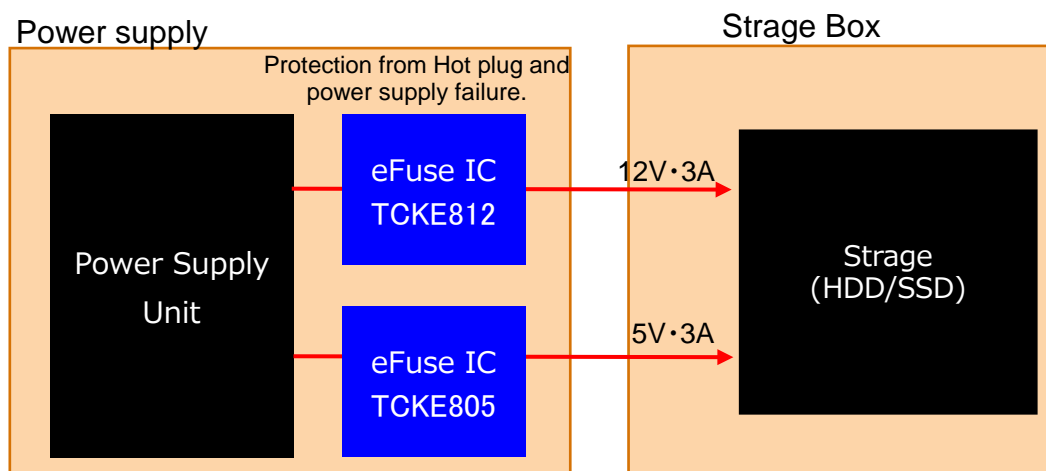 Power supply
Protection from Hot plug and
power supply failure.
Power Supply
Unit
eFuse IC
TCKE812
eFuse IC
TCKE805
12V・3A
5V・3A
Strage Box
Strage
(HDD/SSD)